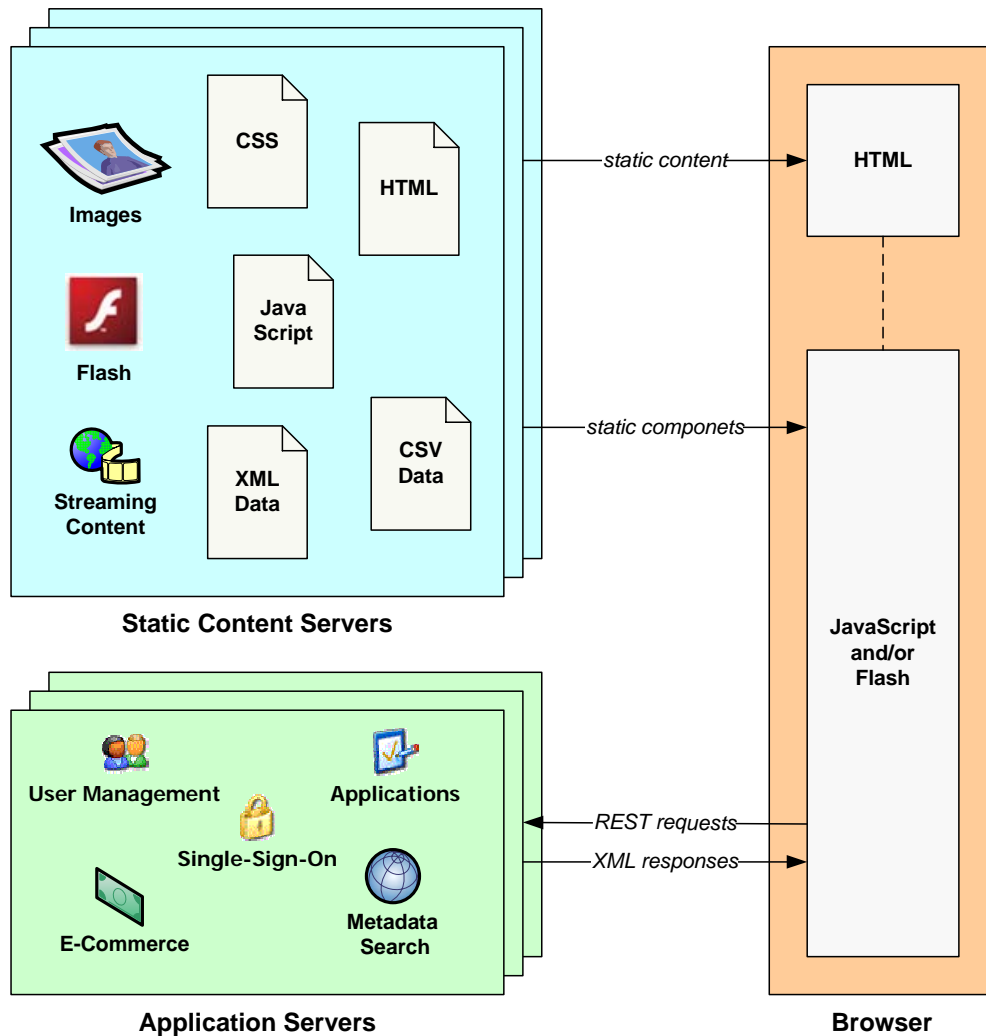 CSS
HTML
Images
Java
Script
Flash
CSV
Data
XML
Data
Streaming
Content
Static Content Servers
static content
static componets
HTML
JavaScript
and/or
Flash
User Management
Applications
Single-Sign-On
E-Commerce
Metadada
Search
REST requests
XML responses
Application Servers
Browser